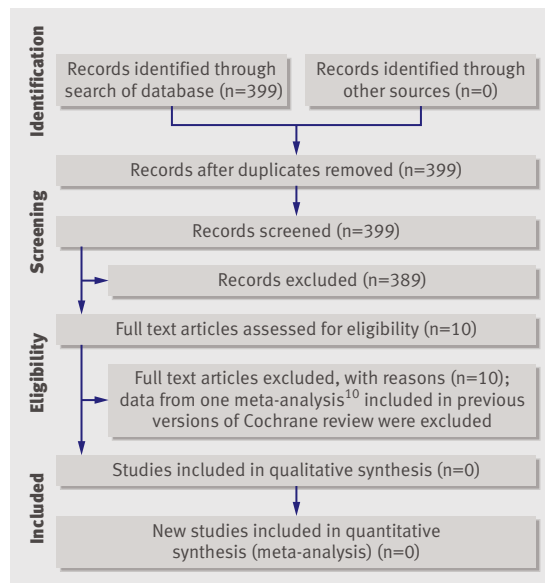 Identification
Records identified through
search of database (n=399)
Records identified through
other sources (n=0)
Records after duplicates removed (n=399)
Screening
Records screened (n=399)
Records excluded (n=389)
Eligibility
Full text articles assessed for eligibility (n=10)
Full text articles excluded, with reasons (n=10);
data from one meta-analysis10 included in previous
versions of Cochrane review were excluded
Included
Studies included in qualitative synthesis (n=0)
New studies included in quantitative
synthesis (meta-analysis) (n=0)